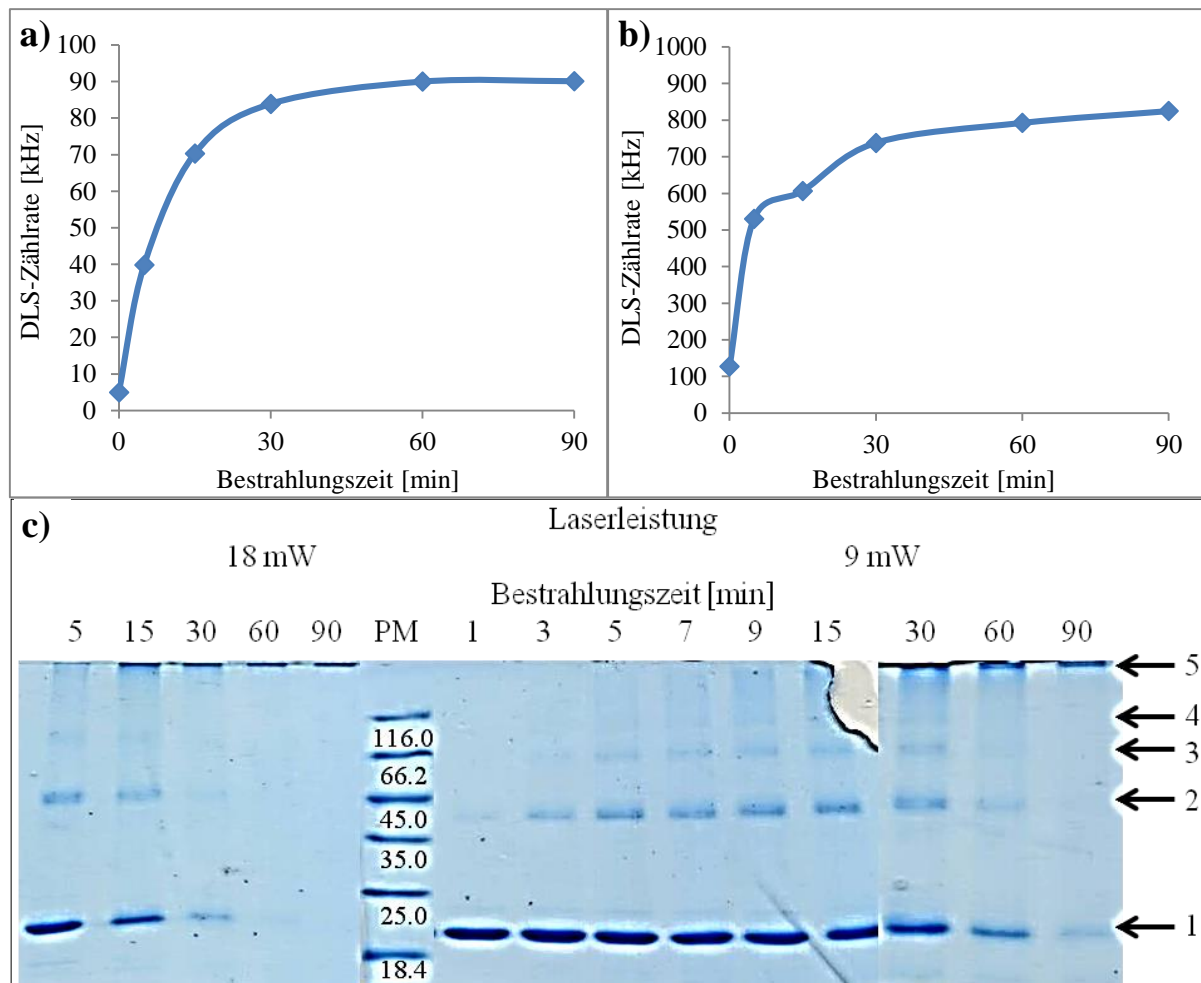 a)
100
90
80
70
60
50
40
30
20
10
0
DLS-Zählrate [kHz]
0 30 60 90
Bestrahlungszeit [min]
b)
1000
900
800
700
600
500
400
300
200
100
0
DLS-Zählrate [kHz]
0 30 60 90
Bestrahlungszeit [min]
c)
Laserleistung
18 mW 9 mW
Bestrahlungszeit [min]
5 15 30 60 90 PM 1 3 5 7 9 15 30 60 90
116.0
66.2
45.0
35.0
25.0
18.4
5
4
3
2
1